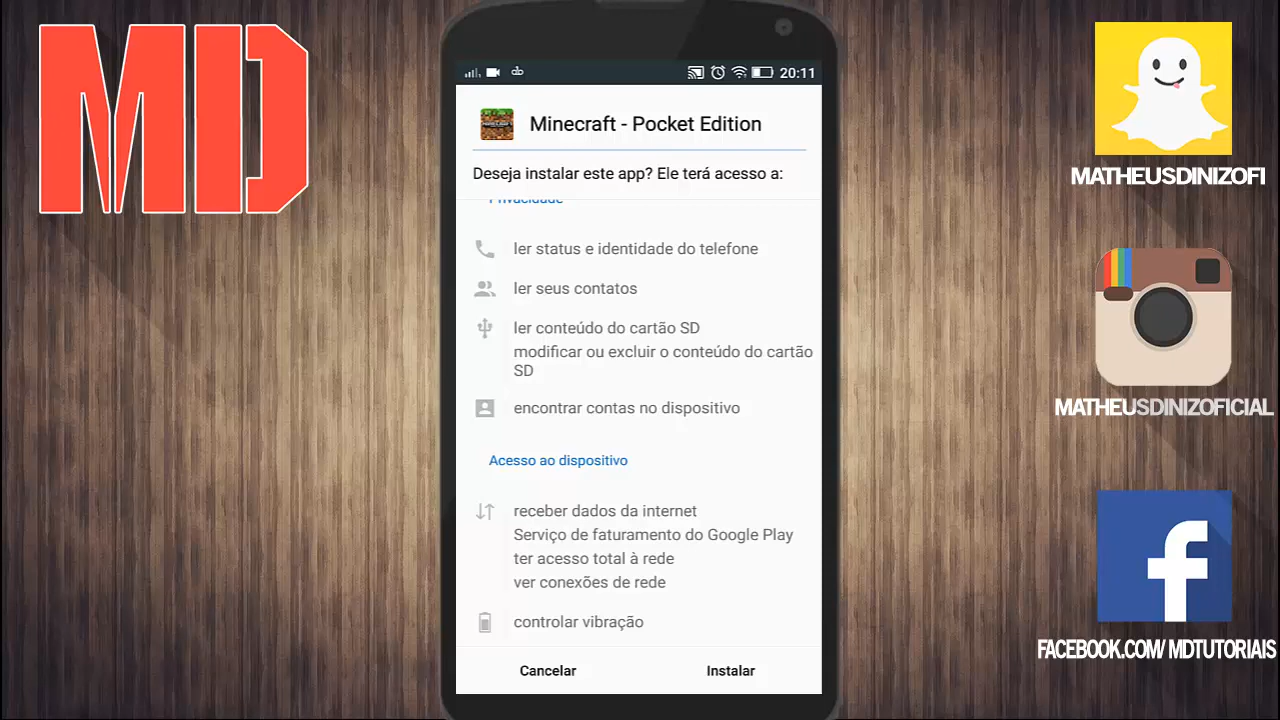 MD
20:11
Minecraft - Pocket Edition
Deseja instalar este app? Ele terá acesso a:
Privacidade
ler status e identidade do telefone
ler seus contatos
ler conteúdo do cartão SD
modificar ou excluir o conteúdo do cartão
SD
encontrar contas no dispositivo
Acesso ao dispositivo
receber dados da internet
Serviço de faturamento do Google Play
ter acesso total à rede
ver conexões de rede
controlar vibração
Cancelar
Instalar
MATHEUSDINIZOFI
MATHEUSDINIZOFICIAL
f
FACEBOOK.COM/ MDTUTORIAIS